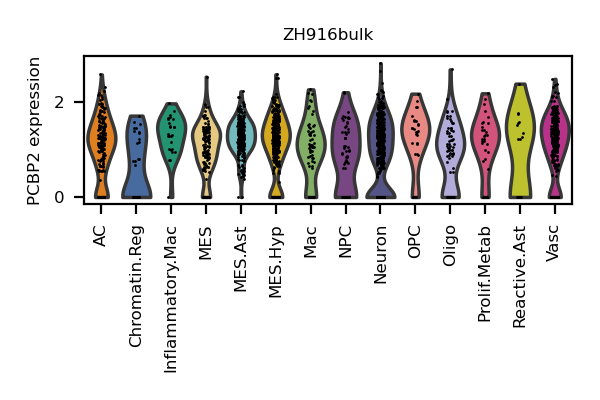 ZH916bulk
PCBP2 expression
2
0
AC
Chromatin.Reg
Inflammatory.Mac
MES
MES.Ast
MES.Hyp
Mac
NPC
Neuron
OPC
Oligo
Prolif.Metab
Reactive.Ast
Vasc